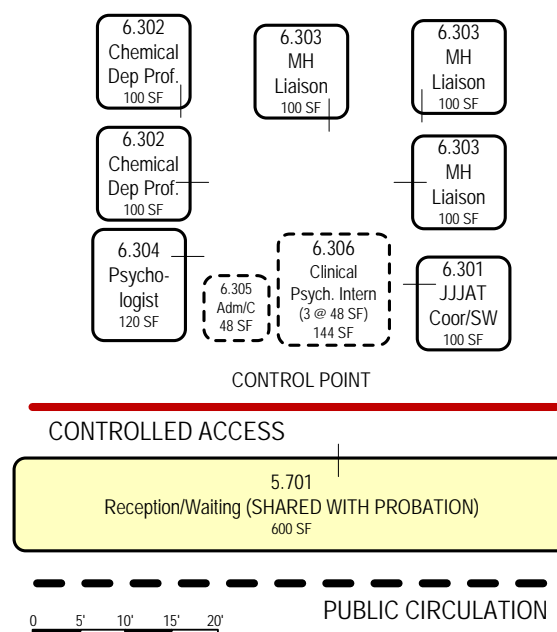 6.302
Chemical
Dep Prof.
100 SF
6.303
MH
Liaison
100 SF
6.303
MH
Liaison
100 SF
6.302
Chemical
Dep Prof.
100 SF
6.303
MH
Liaison
100 SF
6.304
Psycho-
logist
120 SF
6.305
Adm/C
48 SF
6.306
Clinical
Psych. Intern
(3 @ 48 SF)
144 SF
6.301
JJJAT
Coor/SW
100 SF
CONTROL POINT
CONTROLLED ACCESS
5.701
Reception/Waiting (SHARED WITH PROBATION)
600 SF
PUBLIC CIRCULATION
0 5' 10' 15' 20'